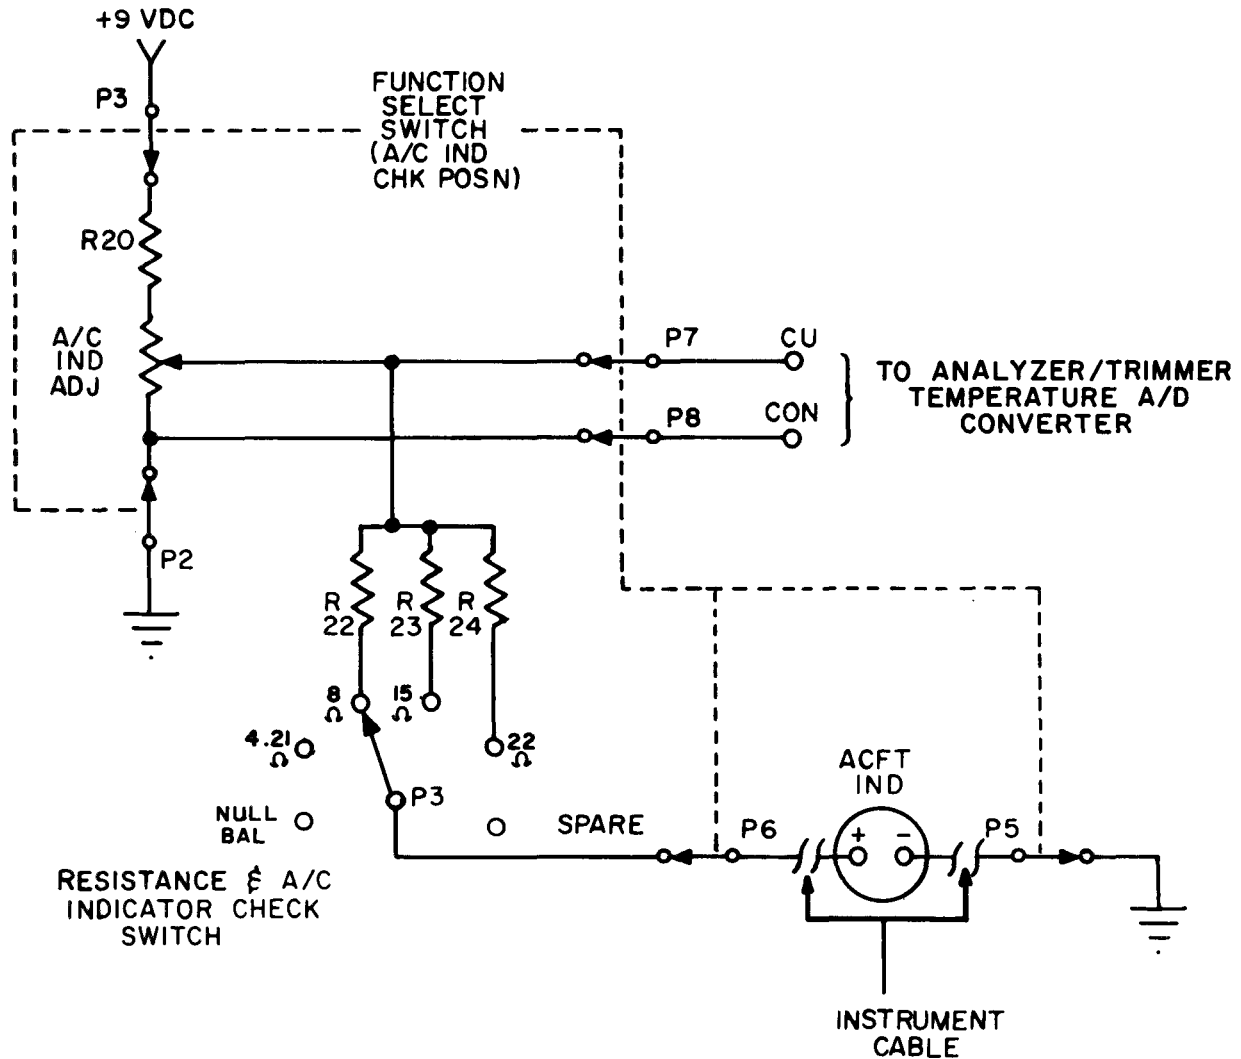 +9 VDC
P3
FUNCTION
SELECT
SWITCH
(A/C IND
CHK POSN)
R20
A/C
IND
ADJ
P7
CU
P8
CON
TO ANALYZER/TRIMMER
TEMPERATURE A/D
CONVERTER
P2
R
22
R
23
R
24
8
Ω
15
Ω
4.21
Ω
22
Ω
P3
NULL
BAL
SPARE
RESISTANCE & A/C
INDICATOR CHECK
SWITCH
ACFT
IND
P6
+
-
P5
INSTRUMENT
CABLE